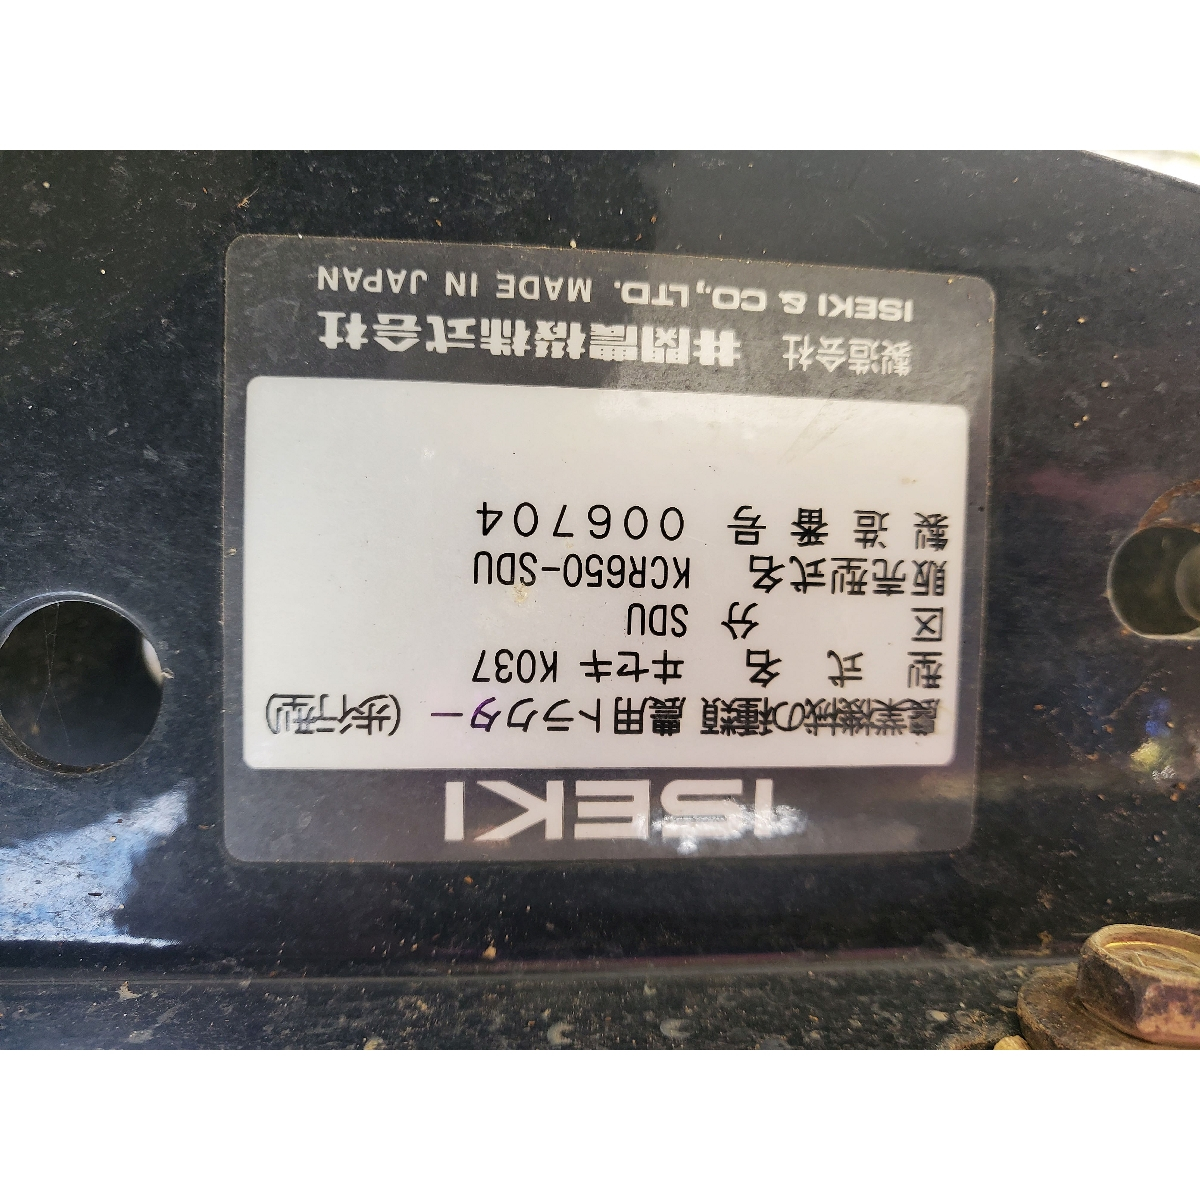 ISEKI
農業機械の種類 農用トラクター (歩行型)
型式名 ヰセキ K037
区分 SDU
販売型式名 KCR650-SDU
製造番号 006704
製造会社 井関農機株式会社
ISEKI & CO.,LTD. MADE IN JAPAN